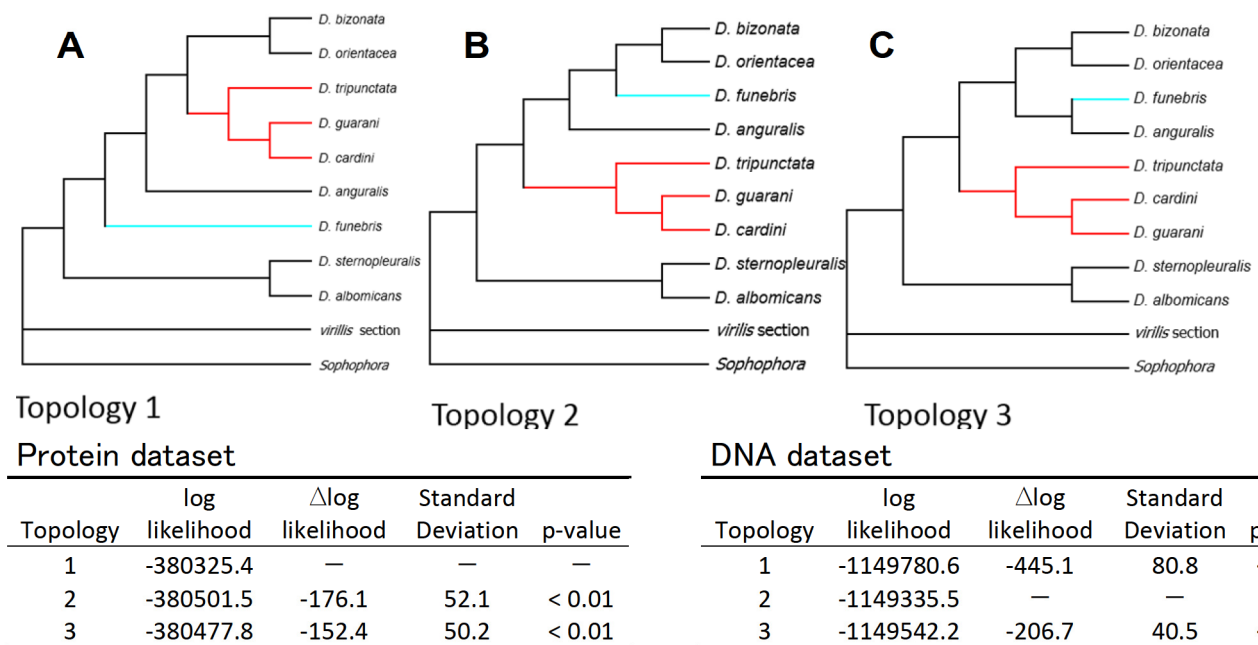 A
D. bizonata
D. orientacea
D. tripunctata
D. guarani
D. cardini
D. anguralis
D. funebris
D. sternopleuralis
D. albomicans
virillis section
Sophophora
Topology 1
B
D. bizonata
D. orientacea
D. funebris
D. anguralis
D. tripunctata
D. guarani
D. cardini
D. sternopleuralis
D. albomicans
virilis section
Sophophora
Topology 2
C
D. bizonata
D. orientacea
D. funebris
D. anguralis
D. tripunctata
D. cardini
D. guarani
D. sternopleuralis
D. albomicans
virilis section
Sophophora
Topology 3
Protein dataset
log Δlog Standard
Topology likelihood likelihood Deviation p-value
1 -380325.4 — — —
2 -380501.5 -176.1 52.1 < 0.01
3 -380477.8 -152.4 50.2 < 0.01
DNA dataset
log Δlog Standard
Topology likelihood likelihood Deviation p
1 -1149780.6 -445.1 80.8
2 -1149335.5 — —
3 -1149542.2 -206.7 40.5